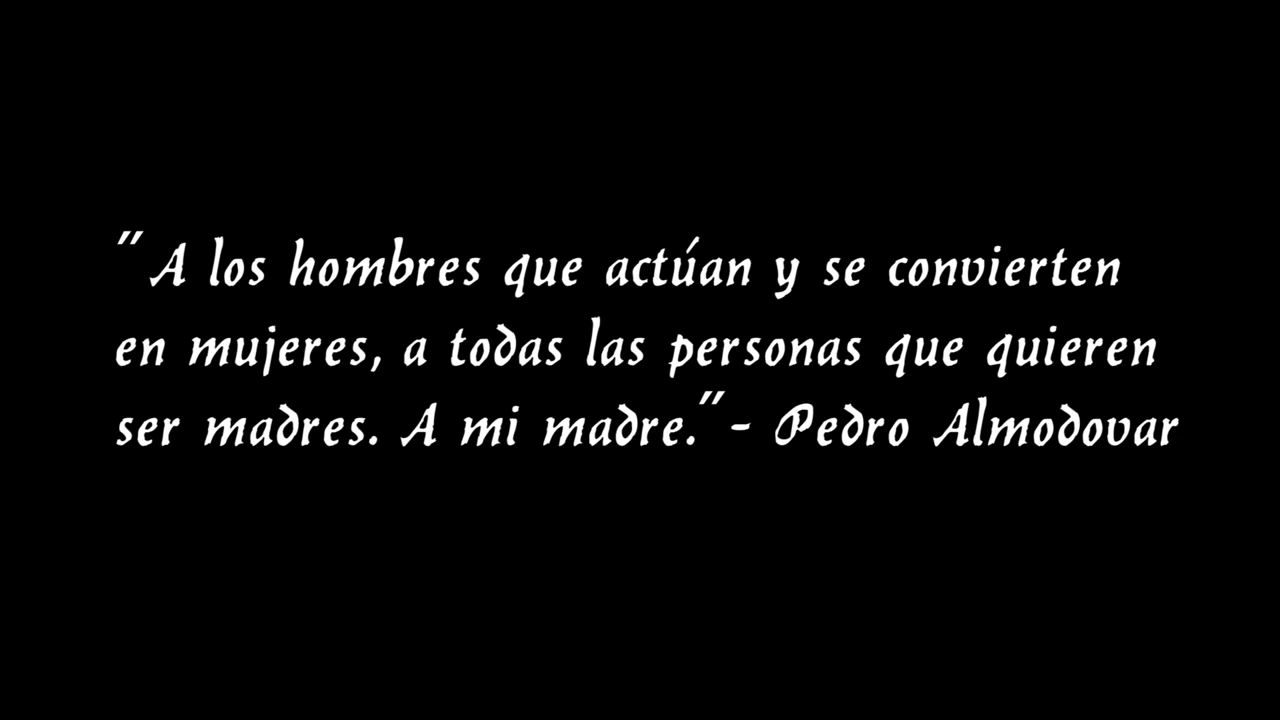 "A los hombres que actúan y se convierten
en mujeres, a todas las personas que quieren
ser madres. A mi madre."- Pedro Almodovar